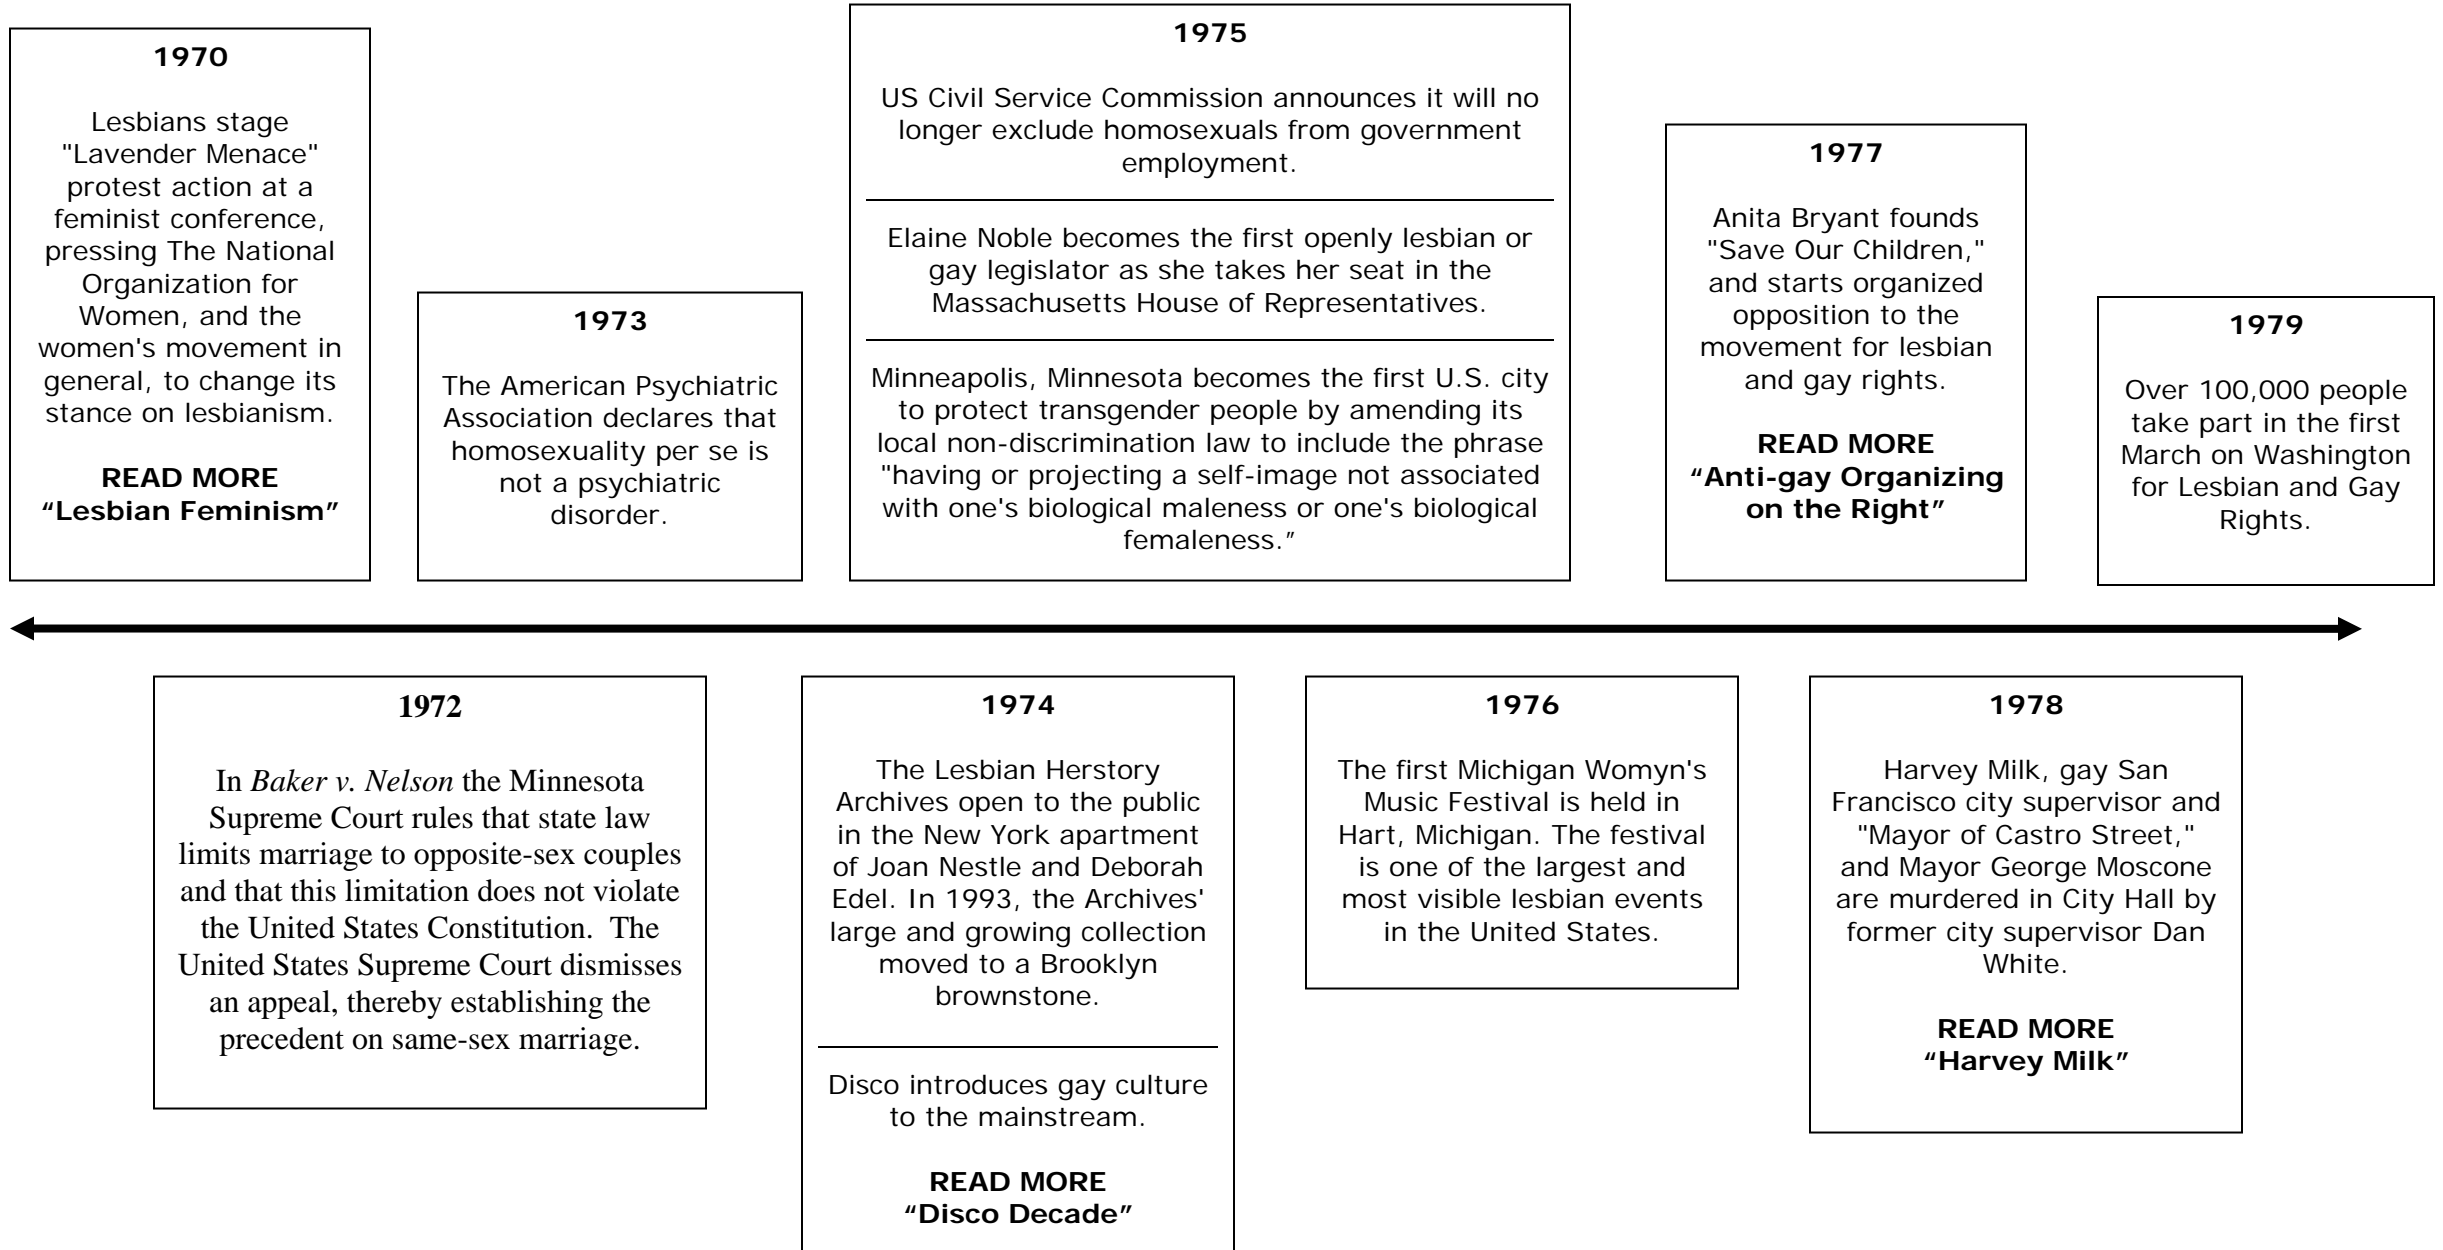 1970
Lesbians stage
"Lavender Menace"
protest action at a
feminist conference,
pressing The National
Organization for
Women, and the
women's movement in
general, to change its
stance on lesbianism.
READ MORE
“Lesbian Feminism”
1973
The American Psychiatric
Association declares that
homosexuality per se is
not a psychiatric
disorder.
1975
US Civil Service Commission announces it will no
longer exclude homosexuals from government
employment.
Elaine Noble becomes the first openly lesbian or
gay legislator as she takes her seat in the
Massachusetts House of Representatives.
Minneapolis, Minnesota becomes the first U.S. city
to protect transgender people by amending its
local non-discrimination law to include the phrase
"having or projecting a self-image not associated
with one's biological maleness or one's biological
femaleness.”
1977
Anita Bryant founds
"Save Our Children,"
and starts organized
opposition to the
movement for lesbian
and gay rights.
READ MORE
“Anti-gay Organizing
on the Right”
1979
Over 100,000 people
take part in the first
March on Washington
for Lesbian and Gay
Rights.
1972
In Baker v. Nelson the Minnesota
Supreme Court rules that state law
limits marriage to opposite-sex couples
and that this limitation does not violate
the United States Constitution.  The
United States Supreme Court dismisses
an appeal, thereby establishing the
precedent on same-sex marriage.
1974
The Lesbian Herstory
Archives open to the public
in the New York apartment
of Joan Nestle and Deborah
Edel. In 1993, the Archives'
large and growing collection
moved to a Brooklyn
brownstone.
Disco introduces gay culture
to the mainstream.
READ MORE
“Disco Decade”
1976
The first Michigan Womyn's
Music Festival is held in
Hart, Michigan. The festival
is one of the largest and
most visible lesbian events
in the United States.
1978
Harvey Milk, gay San
Francisco city supervisor and
"Mayor of Castro Street,"
and Mayor George Moscone
are murdered in City Hall by
former city supervisor Dan
White.
READ MORE
“Harvey Milk”